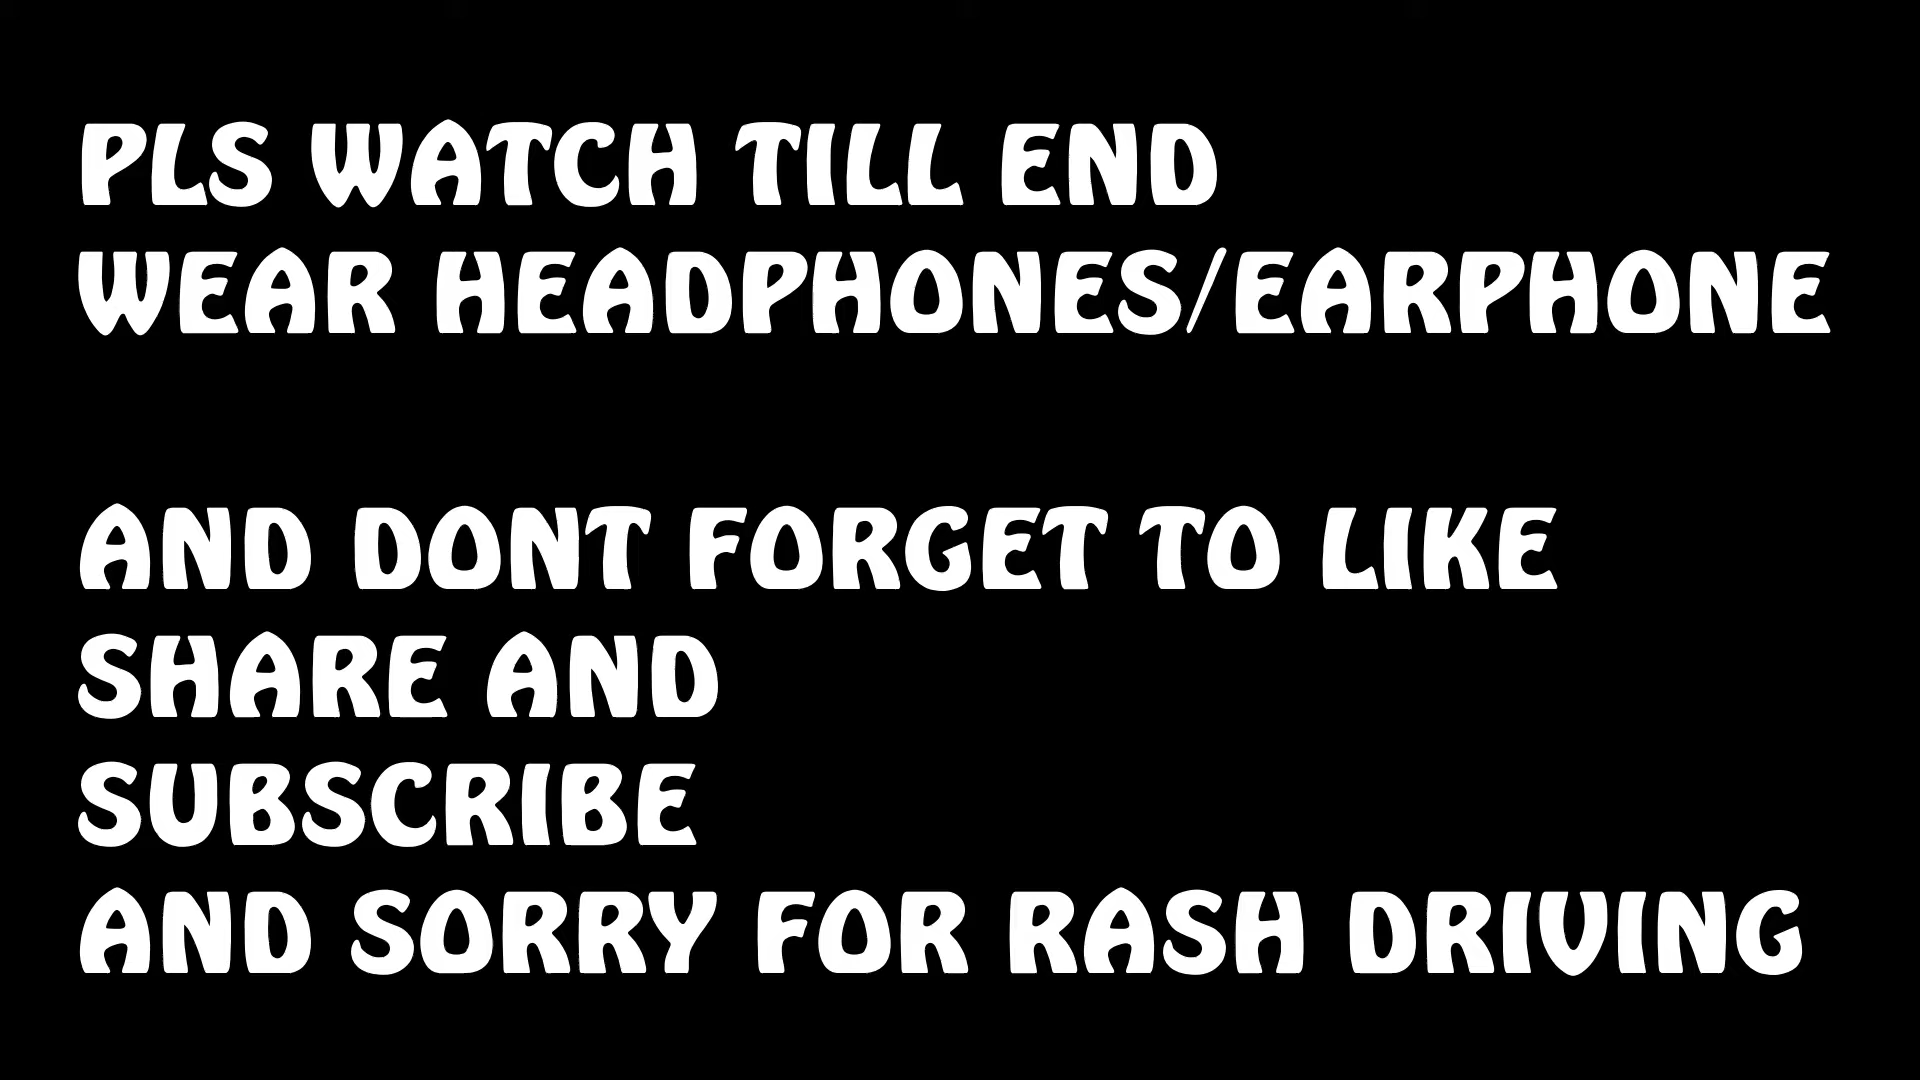 PLS WATCH TILL END
WEAR HEADPHONES/EARPHONE
AND DONT FORGET TO LIKE
SHARE AND
SUBSCRIBE
AND SORRY FOR RASH DRIVING